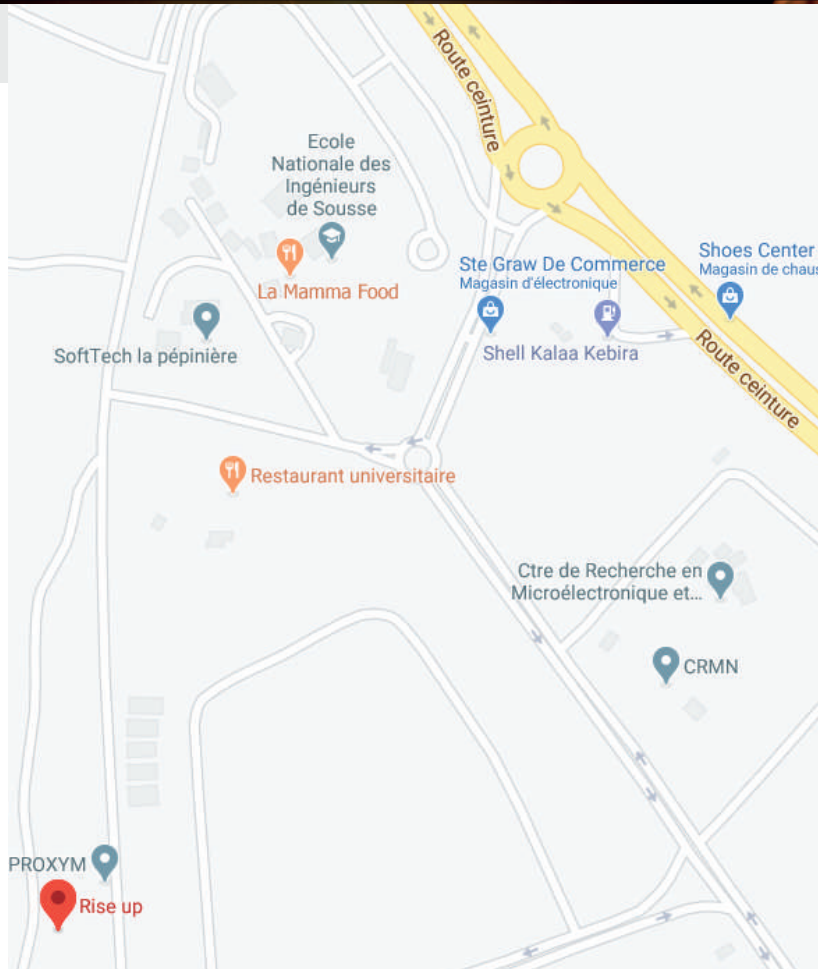 Route ceinture
Ecole
Nationale des
Ingénieurs
de Sousse
La Mamma Food
Ste Graw De Commerce
Magasin d'électronique
Shoes Center
Magasin de chaus
SoftTech la pépinière
Shell Kalaa Kebira
Route ceinture
Restaurant universitaire
Ctre de Recherche en
Microélectronique et...
CRMN
PROXYM
Rise up